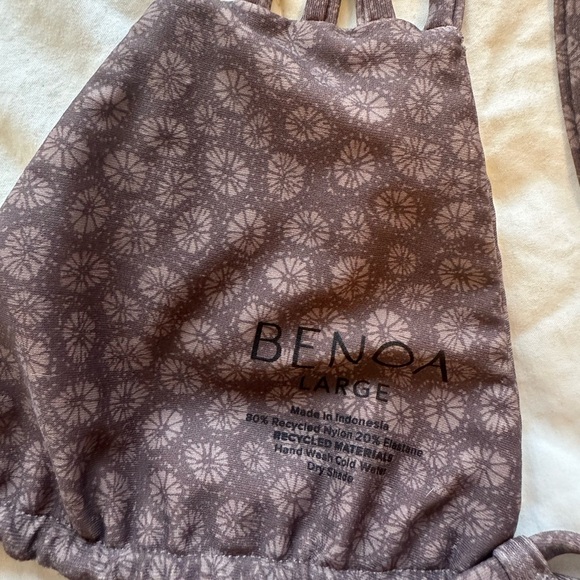 BENOA
LARGE
Made in Indonesia
80% Recycled Nylon 20% Elastane
RECYCLED MATERIALS
Hand Wash Cold Water
Dry Shade